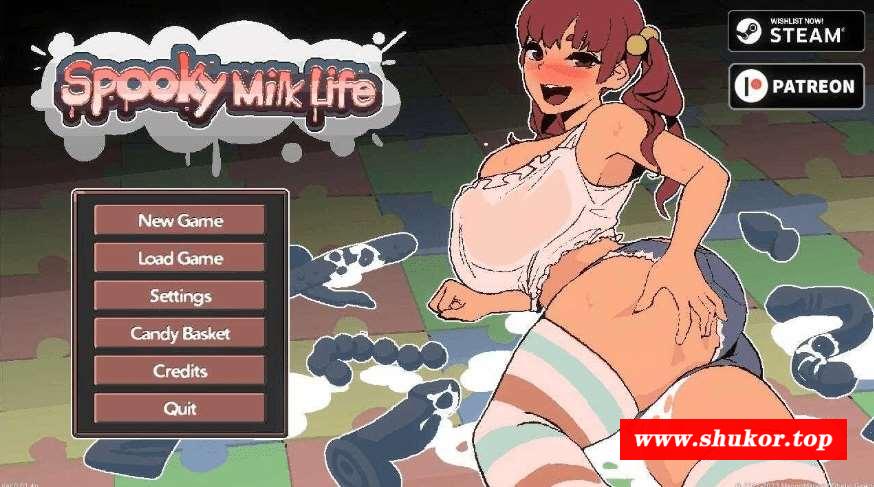 Spooky Milk Life
WISHLIST NOW!
STEAM
PATREON
New Game
Load Game
Settings
Candy Basket
Credits
Quit
www.shukor.top